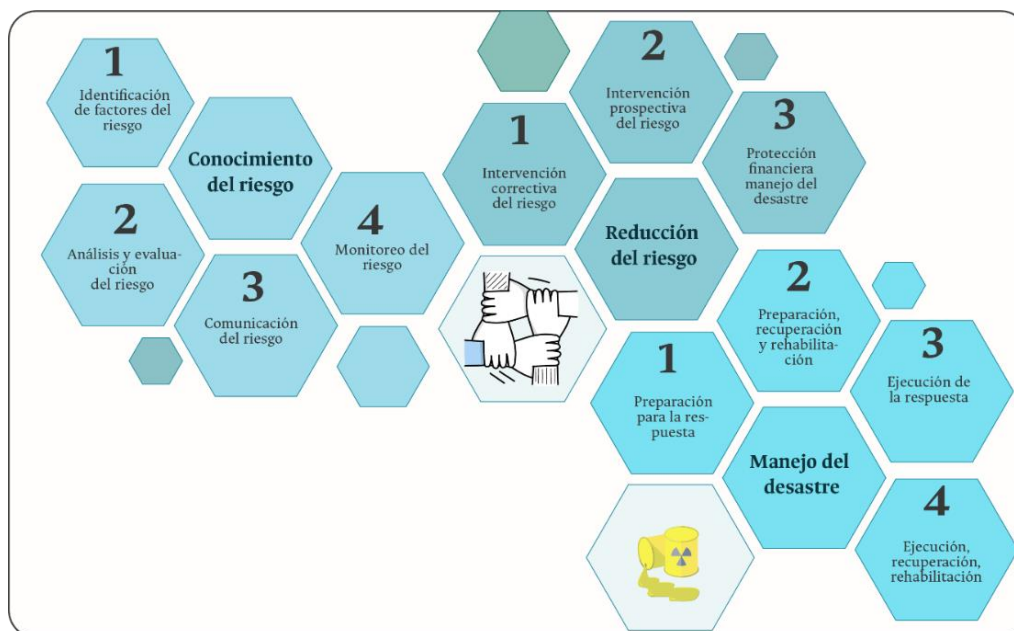 1
Identificación
de factores del
riesgo
Conocimiento
del riesgo
2
Análisis y evalua-
ción
del riesgo
3
Comunicación
del riesgo
4
Monitoreo del
riesgo
1
Intervención
correctiva
del riesgo
2
Intervención
prospectiva
del riesgo
3
Protección
financiera
manejo del
desastre
Reducción
del riesgo
1
Preparación
para la res-
puesta
2
Preparación,
recuperación
y rehabilita-
ción
3
Ejecución de
la respuesta
Manejo del
desastre
4
Ejecución,
recuperación,
rehabilitación